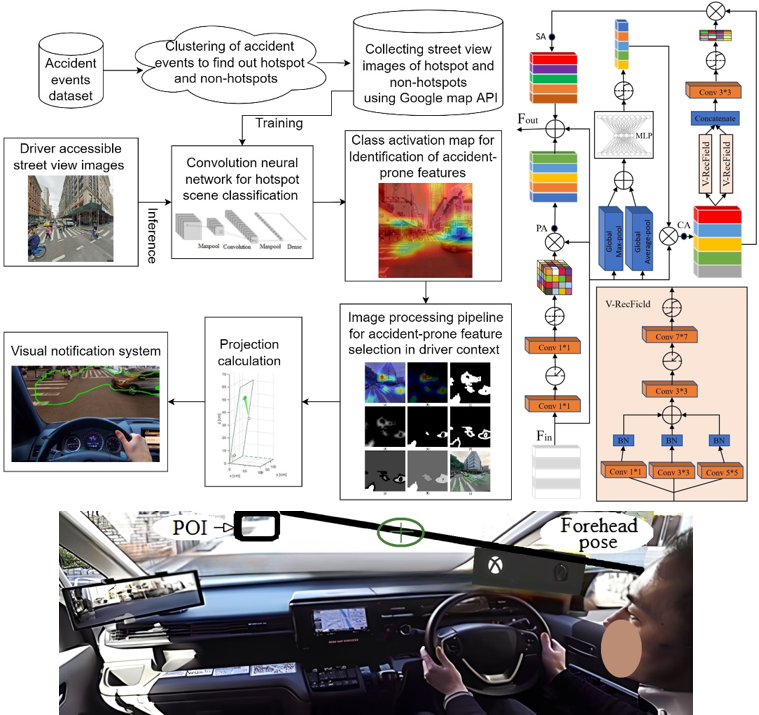 Accident
events
dataset
Clustering of accident
events to find out hotspot
and non-hotspots
Collecting street view
images of hotspot and
non-hotspots
using Google map API
Training
Driver accessible
street view images
Inference
Convolution neural
network for hotspot
scene classification
Maxpool
Convolution
Maxpool
Dense
Class activation map for
Identification of accident-
prone features
Visual notification system
Projection
calculation
z [cm]
x [cm]
y [cm]
Image processing pipeline
for accident-prone feature
selection in driver context
SA
Fout
PA
Conv 1*1
Conv 1*1
Fin
MLP
Global
Max-pool
Global
Average-pool
CA
Conv 3*3
Concatenate
V-RecField
V-RecField
V-RecField
Conv 7*7
Conv 3*3
BN
BN
BN
Conv 1*1
Conv 3*3
Conv 5*5
POI
Forehead
pose